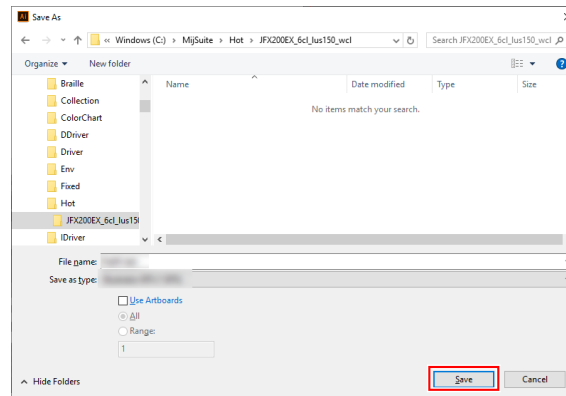 Ai Save As
« Windows (C:) › MijSuite › Hot › JFX200EX_6cl_lus150_wcl
Search JFX200EX_6cl_lus150_wcl
Organize
New folder
?
Name
Date modified
Type
Size
No items match your search.
Braille
Collection
ColorChart
DDriver
Driver
Env
Fixed
Hot
JFX200EX_6cl_lus150
IDriver
File name:
Save as type:
Use Artboards
All
Range:
1
Hide Folders
Save
Cancel